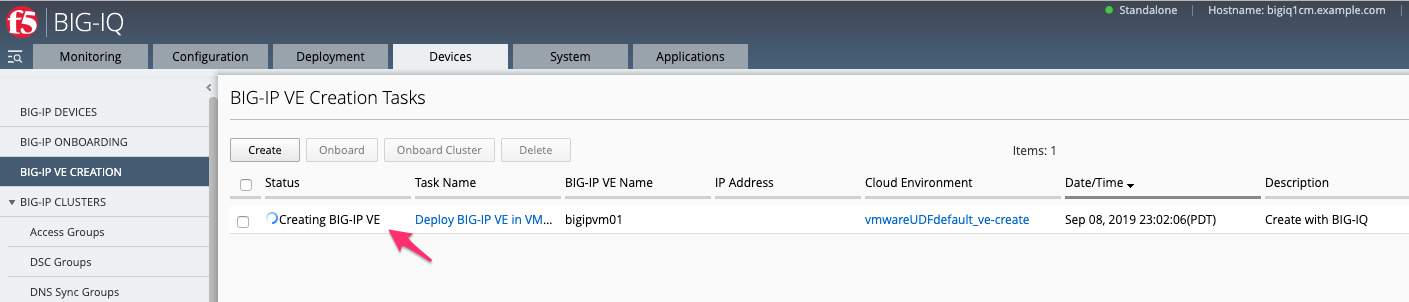 f5 BIG-IQ
Standalone Hostname: bigiq1cm.example.com
Monitoring Configuration Deployment Devices System Applications
BIG-IP DEVICES
BIG-IP ONBOARDING
BIG-IP VE CREATION
BIG-IP CLUSTERS
Access Groups
DSC Groups
DNS Sync Groups
BIG-IP VE Creation Tasks
Create Onboard Onboard Cluster Delete Items: 1
Status Task Name BIG-IP VE Name IP Address Cloud Environment Date/Time Description
Creating BIG-IP VE Deploy BIG-IP VE in VM... bigipvm01 vmwareUDFdefault_ve-create Sep 08, 2019 23:02:06(PDT) Create with BIG-IQ